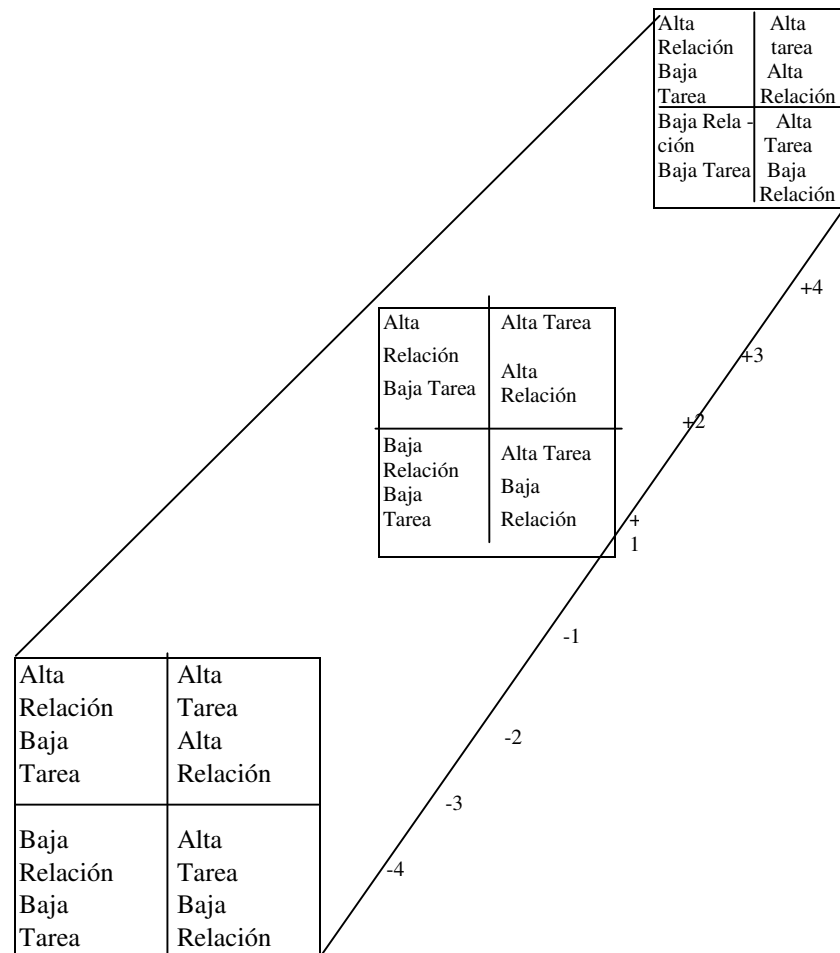 Alta
Relación
Baja
Tarea
Alta
tarea
Alta
Relación
Baja Rela -
ción
Baja Tarea
Alta
Tarea
Baja
Relación
+4
+3
+2
+
1
Alta
Relación
Baja Tarea
Alta Tarea
Alta
Relación
Baja
Relación
Baja
Tarea
Alta Tarea
Baja
Relación
-1
-2
-3
-4
Alta
Relación
Baja
Tarea
Alta
Tarea
Alta
Relación
Baja
Relación
Baja
Tarea
Alta
Tarea
Baja
Relación